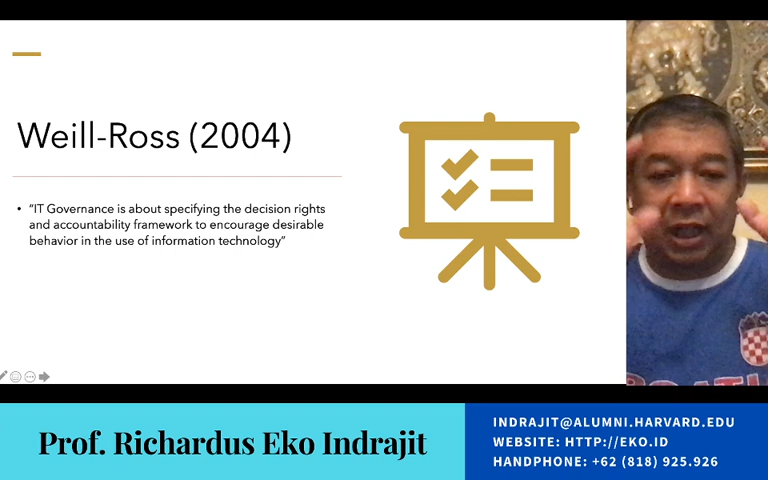 Weill-Ross (2004)
• “IT Governance is about specifying the decision rights
and accountability framework to encourage desirable
behavior in the use of information technology”
Prof. Richardus Eko Indrajit
INDRAJIT@ALUMNI.HARVARD.EDU
WEBSITE: HTTP://EKO.ID
HANDPHONE: +62 (818) 925.926